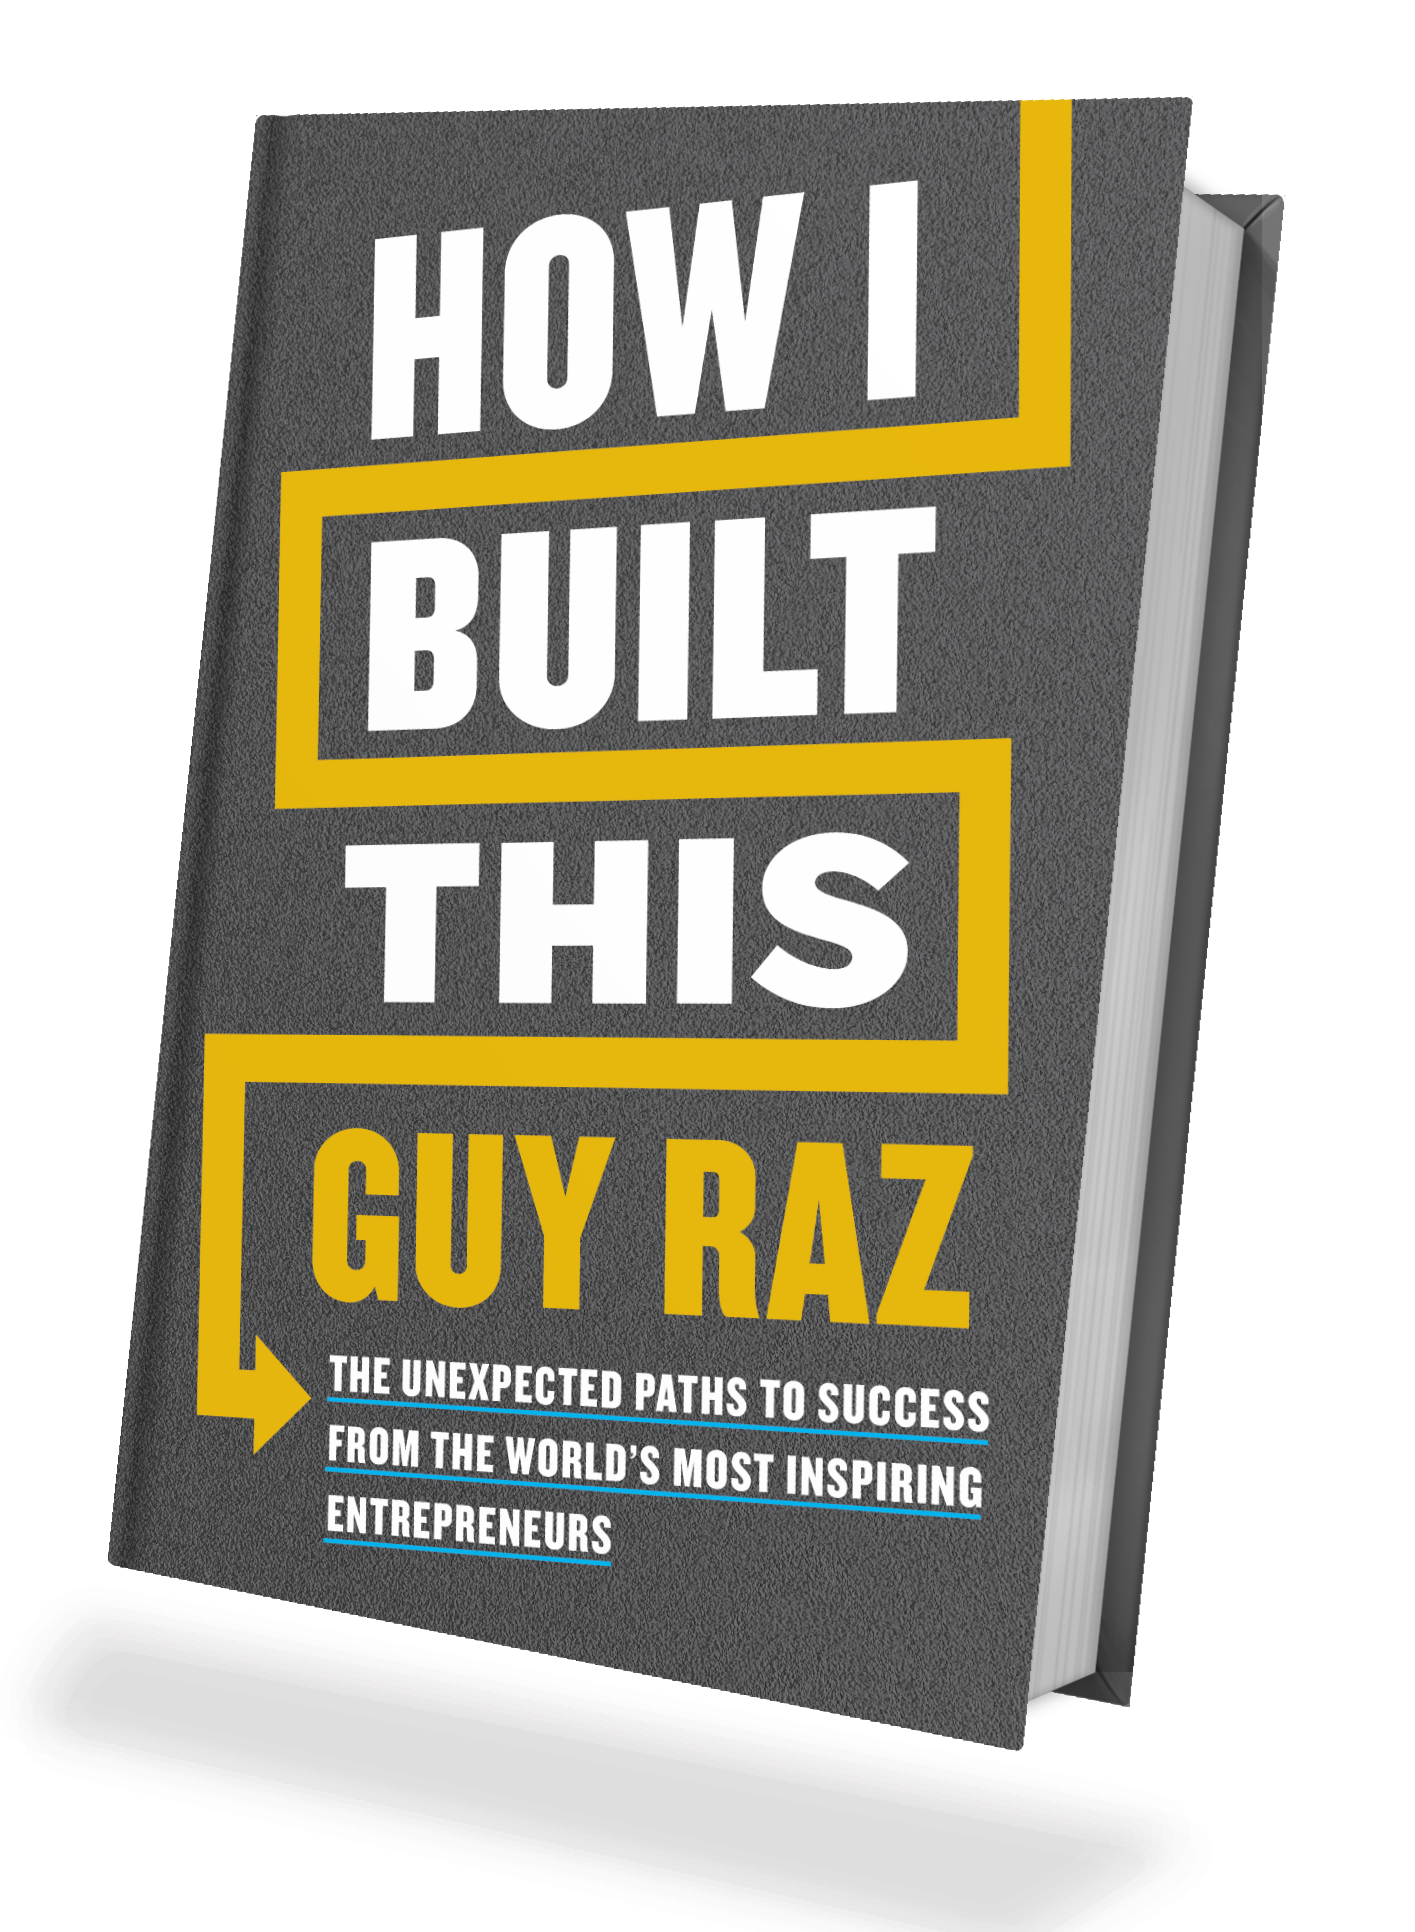 HOW I
BUILT
THIS
GUY RAZ
THE UNEXPECTED PATHS TO SUCCESS
FROM THE WORLD'S MOST INSPIRING
ENTREPRENEURS